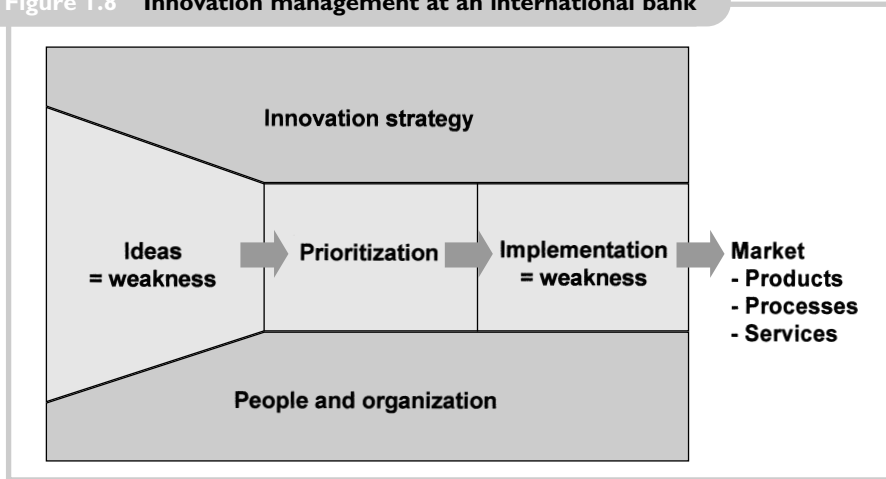 Figure 1.8 Innovation management at an international bank
Innovation strategy
Ideas
= weakness
Prioritization
Implementation
= weakness
Market
- Products
- Processes
- Services
People and organization